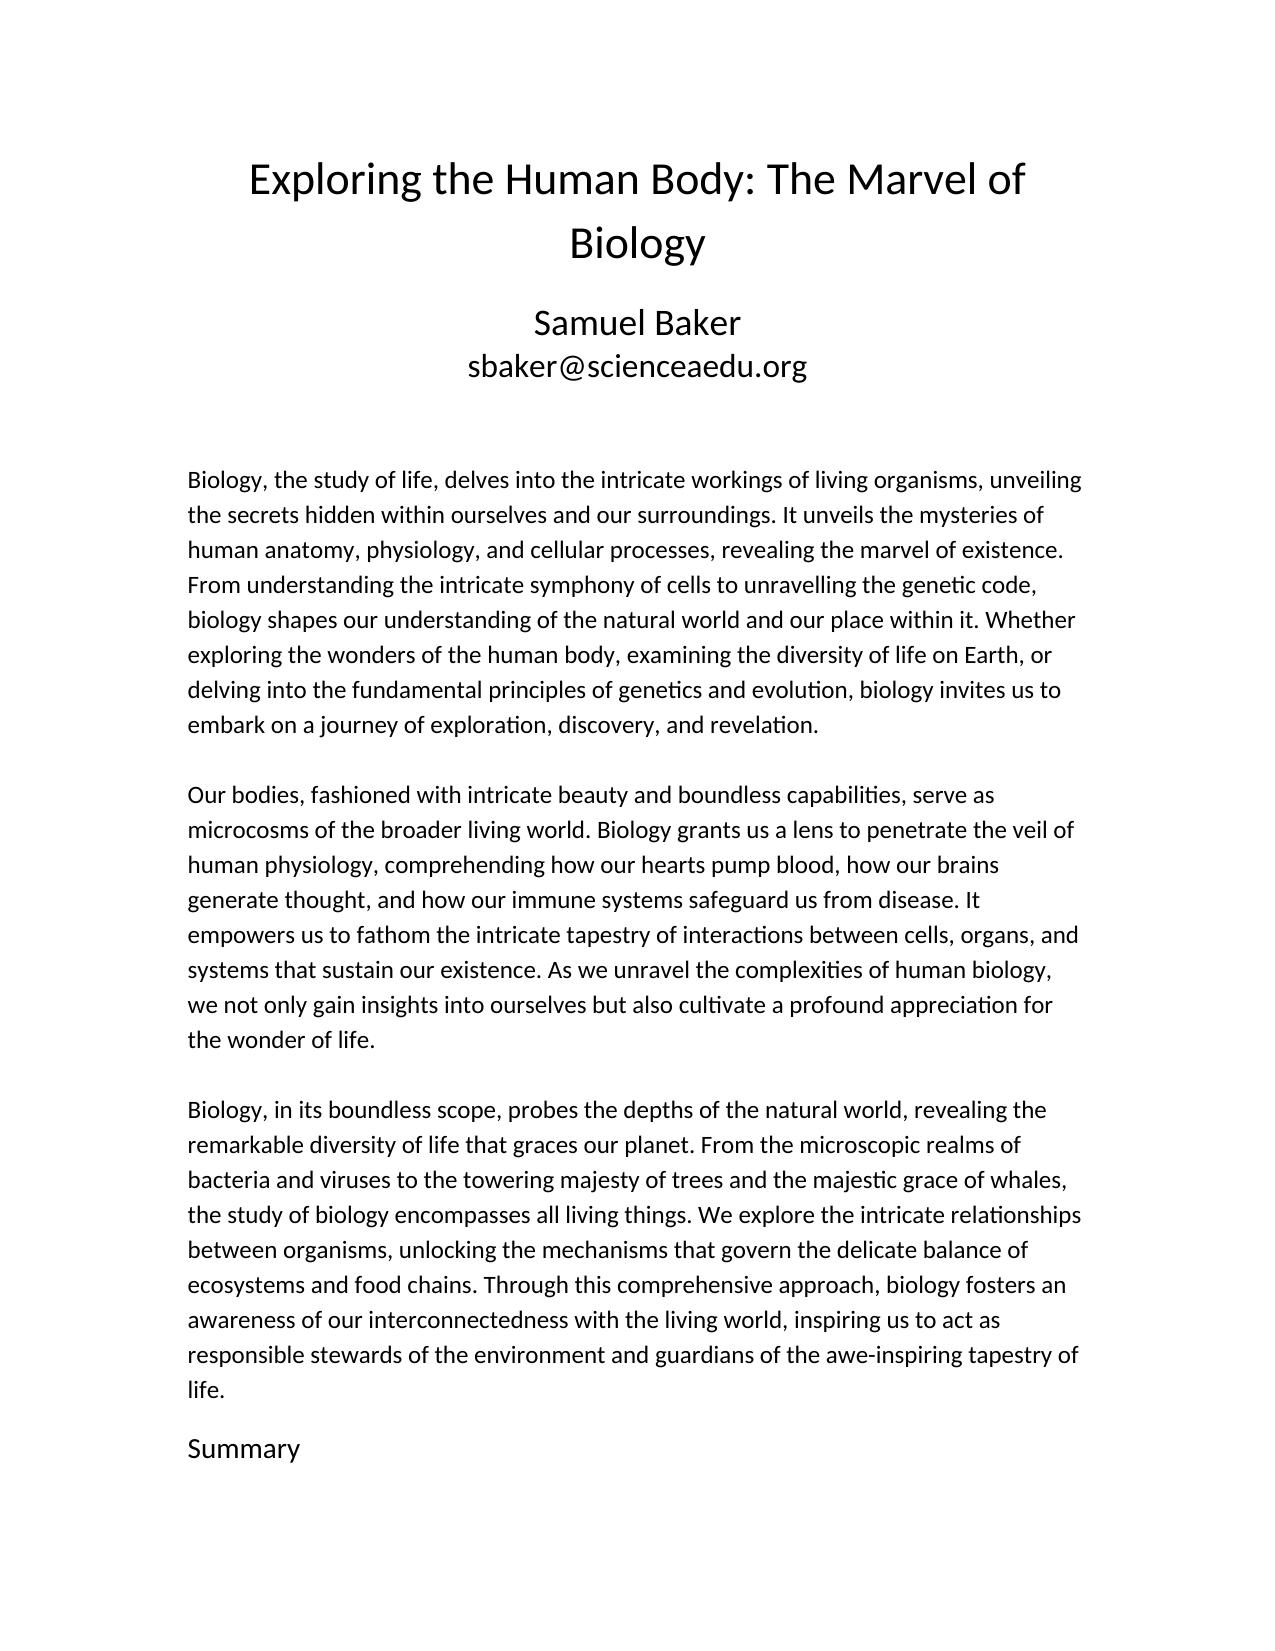 Exploring the Human Body: The Marvel of
Biology
Samuel Baker
sbaker@scienceaedu.org
Biology, the study of life, delves into the intricate workings of living organisms, unveiling
the secrets hidden within ourselves and our surroundings. It unveils the mysteries of
human anatomy, physiology, and cellular processes, revealing the marvel of existence.
From understanding the intricate symphony of cells to unravelling the genetic code,
biology shapes our understanding of the natural world and our place within it. Whether
exploring the wonders of the human body, examining the diversity of life on Earth, or
delving into the fundamental principles of genetics and evolution, biology invites us to
embark on a journey of exploration, discovery, and revelation.
Our bodies, fashioned with intricate beauty and boundless capabilities, serve as
microcosms of the broader living world. Biology grants us a lens to penetrate the veil of
human physiology, comprehending how our hearts pump blood, how our brains
generate thought, and how our immune systems safeguard us from disease. It
empowers us to fathom the intricate tapestry of interactions between cells, organs, and
systems that sustain our existence. As we unravel the complexities of human biology,
we not only gain insights into ourselves but also cultivate a profound appreciation for
the wonder of life.
Biology, in its boundless scope, probes the depths of the natural world, revealing the
remarkable diversity of life that graces our planet. From the microscopic realms of
bacteria and viruses to the towering majesty of trees and the majestic grace of whales,
the study of biology encompasses all living things. We explore the intricate relationships
between organisms, unlocking the mechanisms that govern the delicate balance of
ecosystems and food chains. Through this comprehensive approach, biology fosters an
awareness of our interconnectedness with the living world, inspiring us to act as
responsible stewards of the environment and guardians of the awe-inspiring tapestry of
life.
Summary